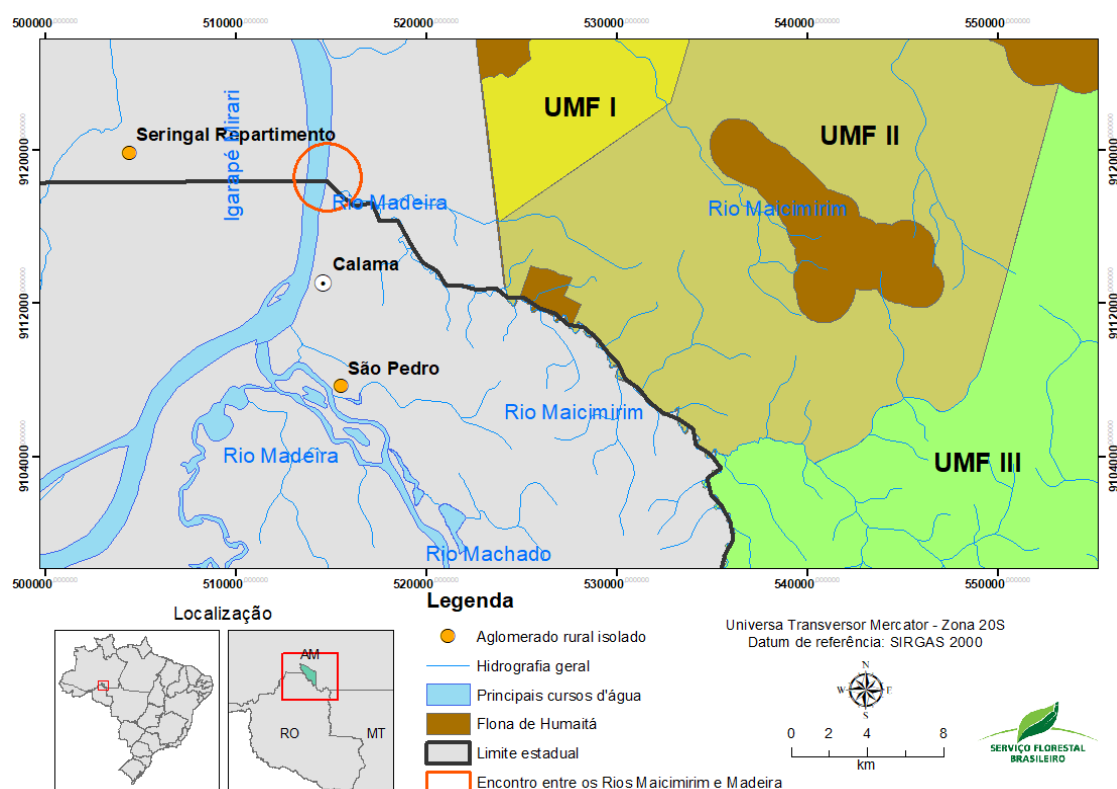 500000 510000 520000 530000 540000 550000
UMF I
UMF II
Igarapé Mirari
Seringal Repartimento
9120000 9120000
Rio Madeira
Rio Maicimirim
Calama
9112000 9112000
São Pedro
Rio Maicimirim
Rio Madeira
9104000 9104000
UMF III
Rio Machado
500000 510000 520000 530000 540000 550000
Localização
AM
RO
MT
Legenda
Aglomerado rural isolado
Hidrografia geral
Principais cursos d'água
Flona de Humaitá
Limite estadual
Encontro entre os Rios Maicimirim e Madeira
Universa Transversor Mercator - Zona 20S
Datum de referência: SIRGAS 2000
N
W E
S
0 2 4 6 8
km
SERVIÇO FLORESTAL
BRASILEIRO